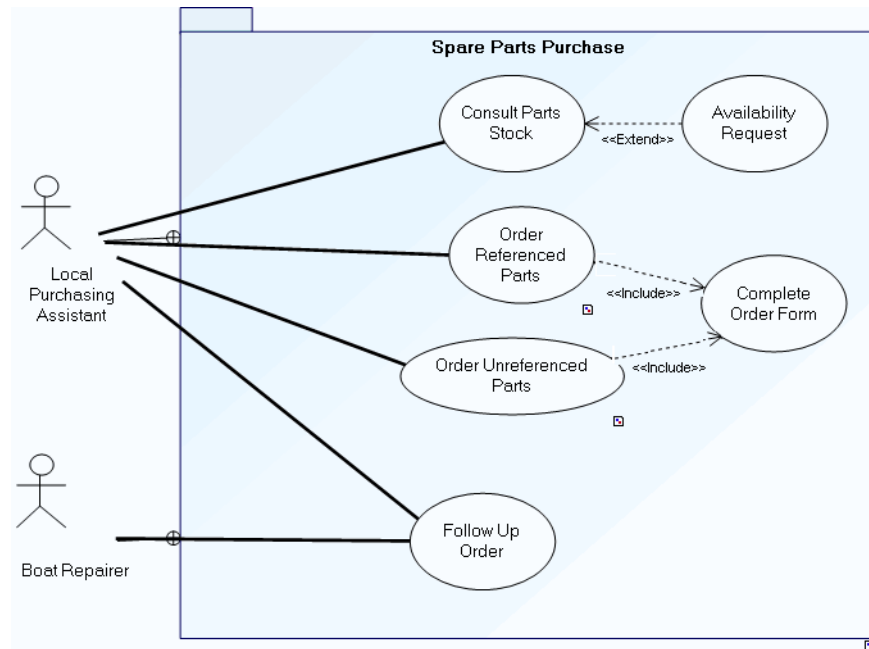 Spare Parts Purchase
Consult Parts
Stock
Availability
Request
<<Extend>>
Order
Referenced
Parts
<<Include>>
Complete
Order Form
Local
Purchasing
Assistant
Order Unreferenced
Parts
<<Include>>
Follow Up
Order
Boat Repairer